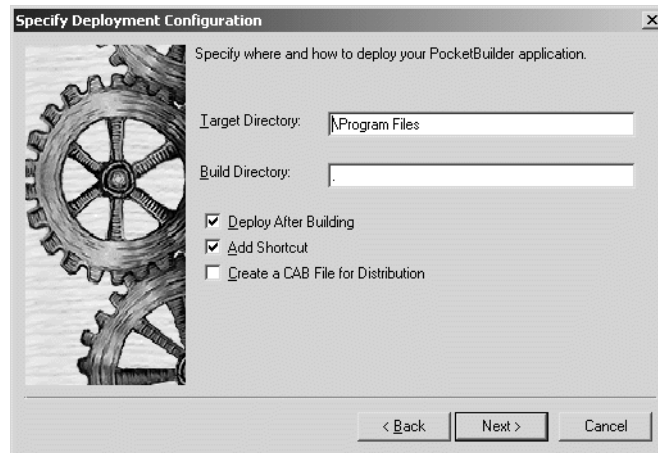 Specify Deployment Configuration
Specify where and how to deploy your PocketBuilder application.
Target Directory: \Program Files
Build Directory: .
Deploy After Building
Add Shortcut
Create a CAB File for Distribution
< Back Next > Cancel